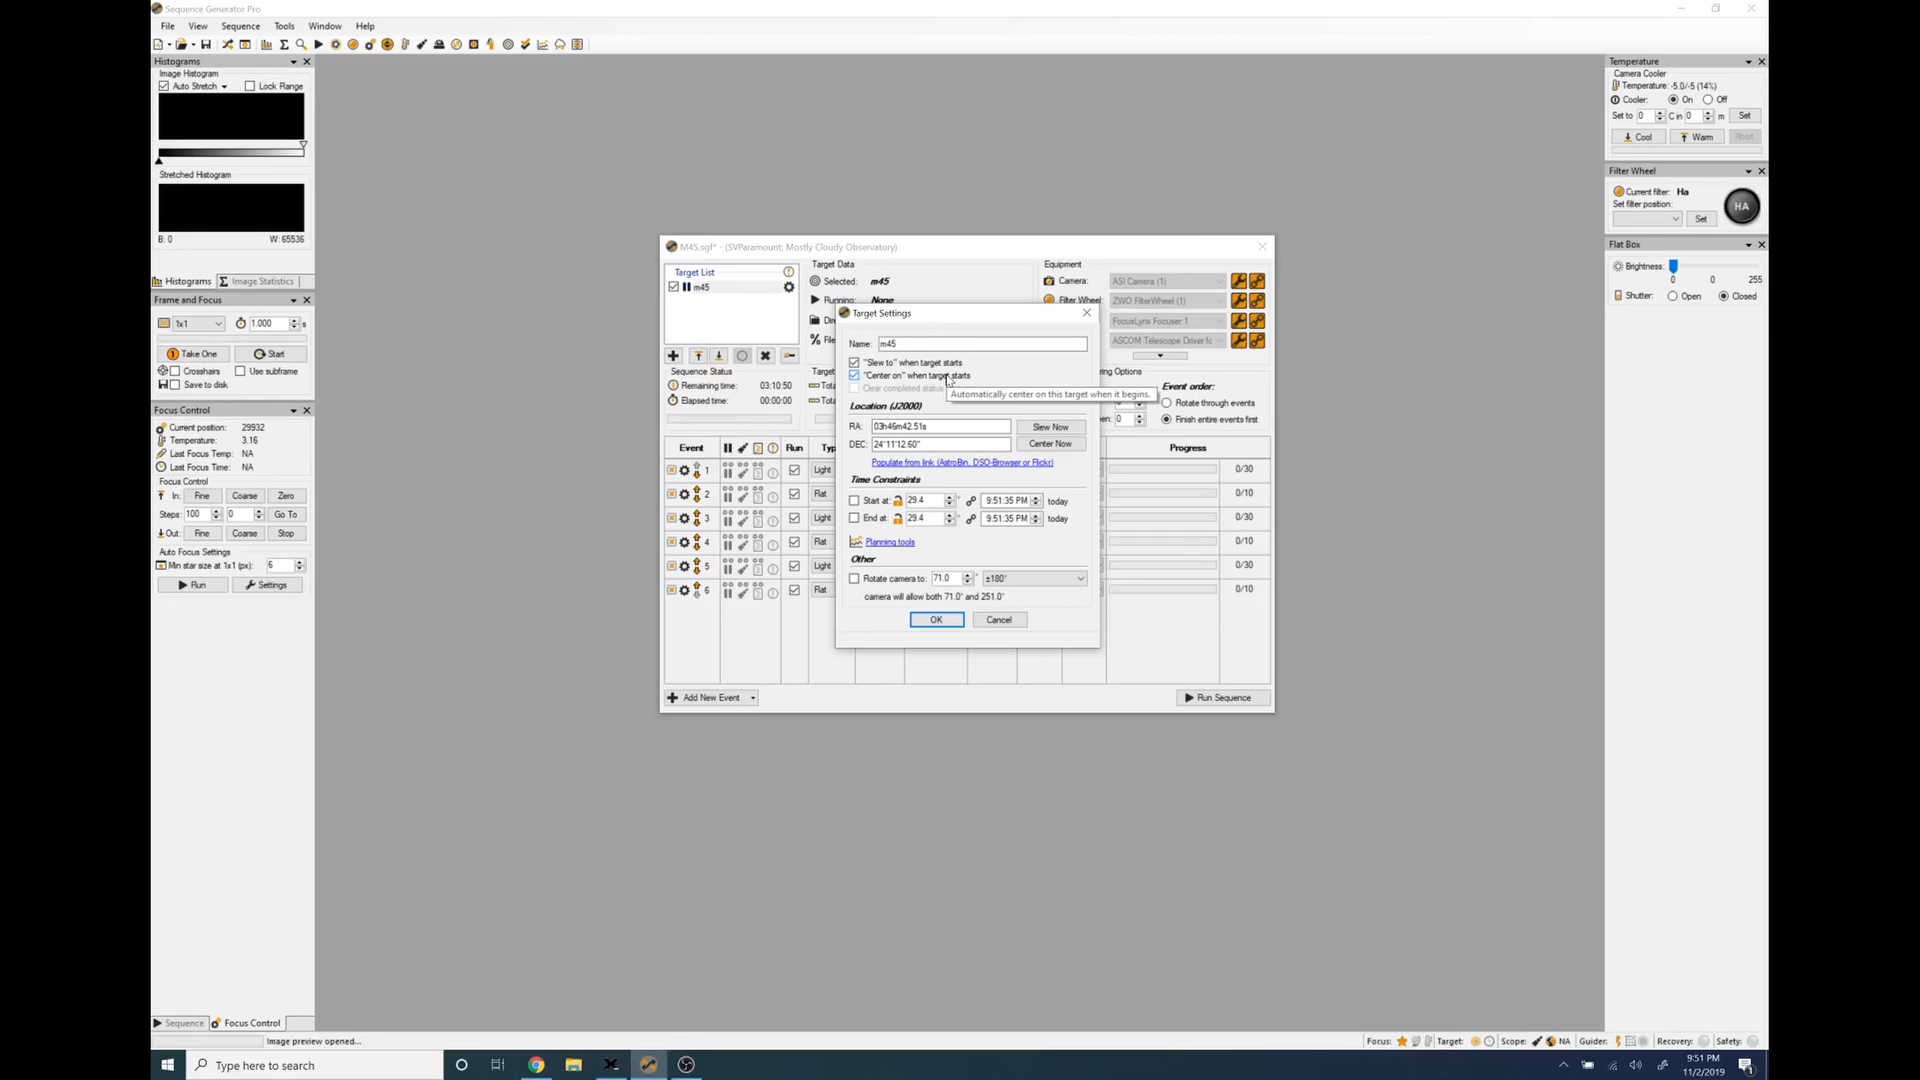 Sequence Generator Pro
File View Sequence Tools Window Help
Histograms
Image Histogram
Auto Stretch
Lock Range
Stretched Histogram
B: 0 W: 65536
Histograms Image Statistics
Frame and Focus
1x1 1.000 s
Take One Start
Crosshairs Use subframe
Save to disk
Focus Control
Current position: 29932
Temperature: 3.16
Last Focus Temp: NA
Last Focus Time: NA
Focus Control
In: Fine Coarse Zero
Steps: 100 0 Go To
Out: Fine Coarse Stop
Auto Focus Settings
Min star size at 1x1 (px): 6
Run Settings
Sequence Focus Control
Image preview opened...
M45.sgf* - (SVParamount: Mostly Cloudy Observatory)
Target List
m45
Target Data
Selected: m45
Running: None
Equipment
Camera: ASI Camera (1)
Filter Wheel: ZWO FilterWheel (1)
FocusLynx Focuser 1
ASCOM Telescope Driver fc
Sequence Status
Remaining time: 03:10:50
Elapsed time: 00:00:00
Event order:
Rotate through events
Finish entire events first
Event Run Progress
1 Light 0/30
2 Flat 0/10
3 Light 0/30
4 Flat 0/10
5 Light 0/30
6 Flat 0/10
Add New Event
Run Sequence
Target Settings
Name: m45
"Slew to" when target starts
"Center on" when target starts
Clear completed status
Automatically center on this target when it begins.
Location (J2000)
RA: 03h46m42.51s Slew Now
DEC: 24°11'12.60" Center Now
Populate from link (AstroBin, DSO-Browser or Flickr)
Time Constraints
Start at: 29.4 ° 9:51:35 PM today
End at: 29.4 ° 9:51:35 PM today
Planning tools
Other
Rotate camera to: 71.0 ° ±180°
camera will allow both 71.0° and 251.0°
OK Cancel
Temperature
Camera Cooler
Temperature: -5.0/-5 (14%)
Cooler: On Off
Set to 0 C in 0 m Set
Cool Warm Abort
Filter Wheel
Current filter: Ha
HA
Set filter position:
Set
Flat Box
Brightness:
0 0 255
Shutter: Open Closed
Focus: Target: Scope: NA Guider: Recovery: Safety:
Type here to search
9:51 PM
11/2/2019